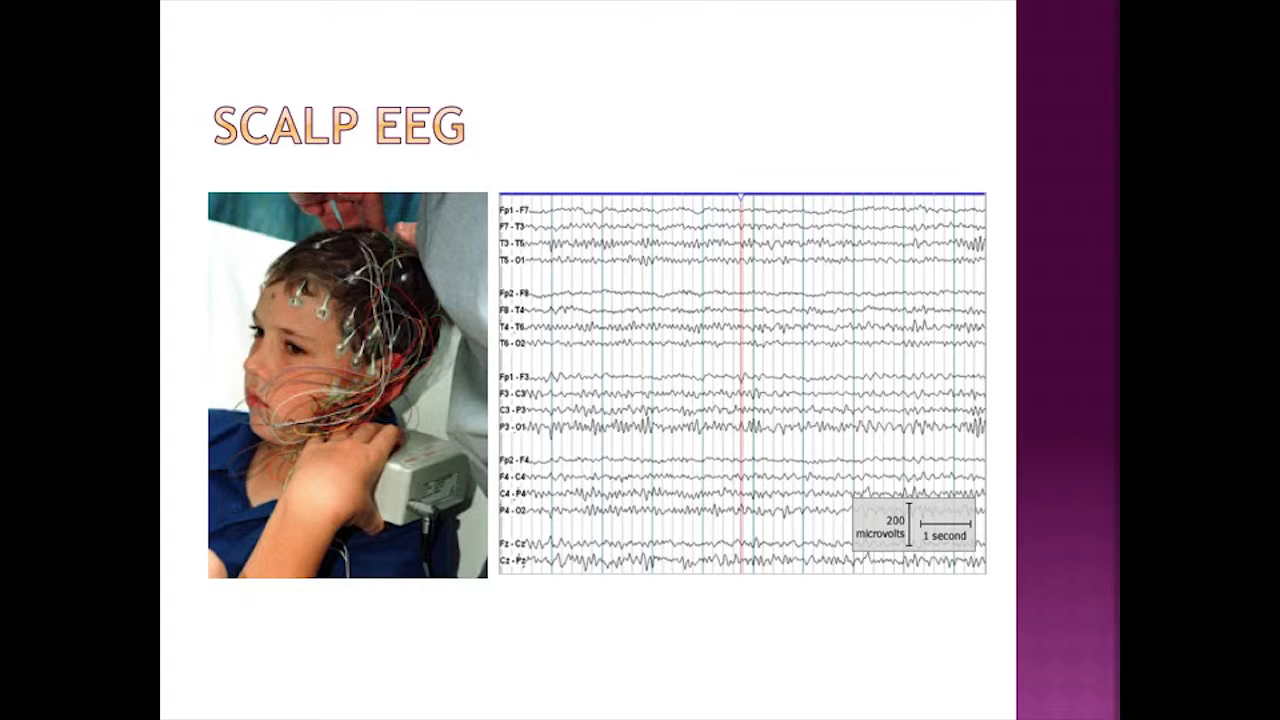 SCALP EEG
Fp1 - F7
F7 - T3
T3 - T5
T5 - O1
Fp2 - F8
F8 - T4
T4 - T6
T6 - O2
Fp1 - F3
F3 - C3
C3 - P3
P3 - O1
Fp2 - F4
F4 - C4
C4 - P4
P4 - O2
Fz - Cz
Cz - Pz
200
microvolts
1 second